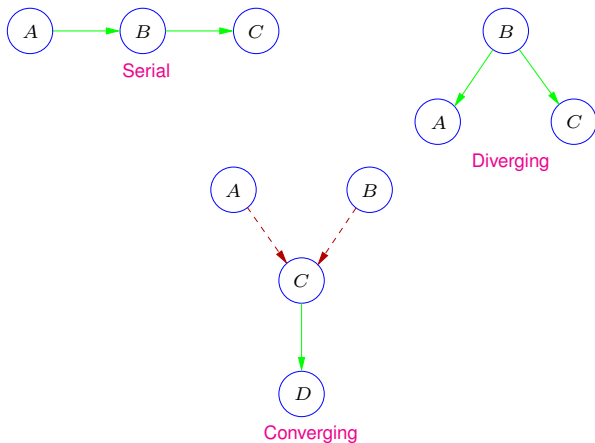 A B C
Serial
B
A C
Diverging
A B
C
D
Converging